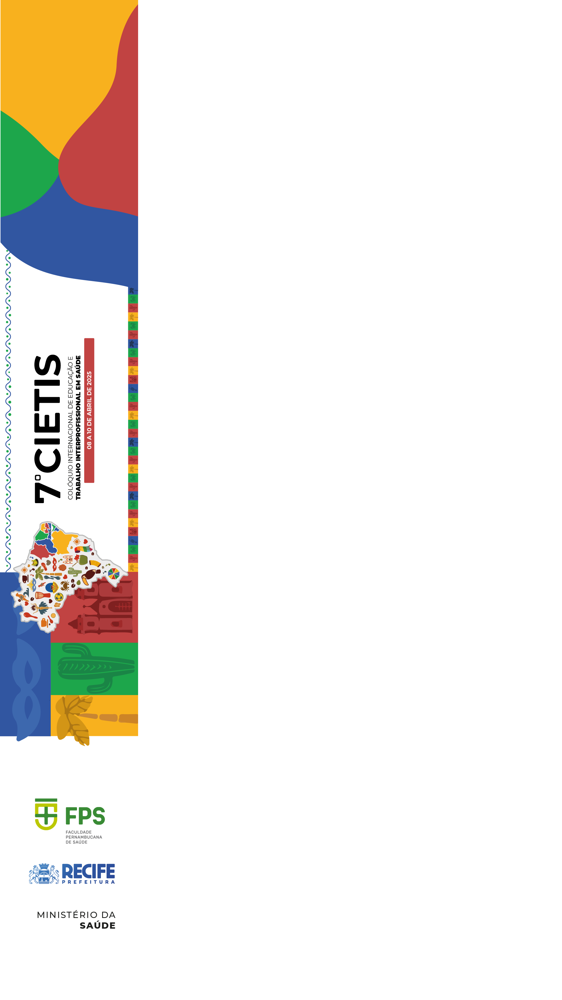 7º CIETIS
COLÓQUIO INTERNACIONAL DE EDUCAÇÃO E
TRABALHO INTERPROFISSIONAL EM SAÚDE
08 A 10 DE ABRIL DE 2025
FPS
FACULDADE
PERNAMBUCANA
DE SAÚDE
RECIFE
PREFEITURA
MINISTÉRIO DA
SAÚDE